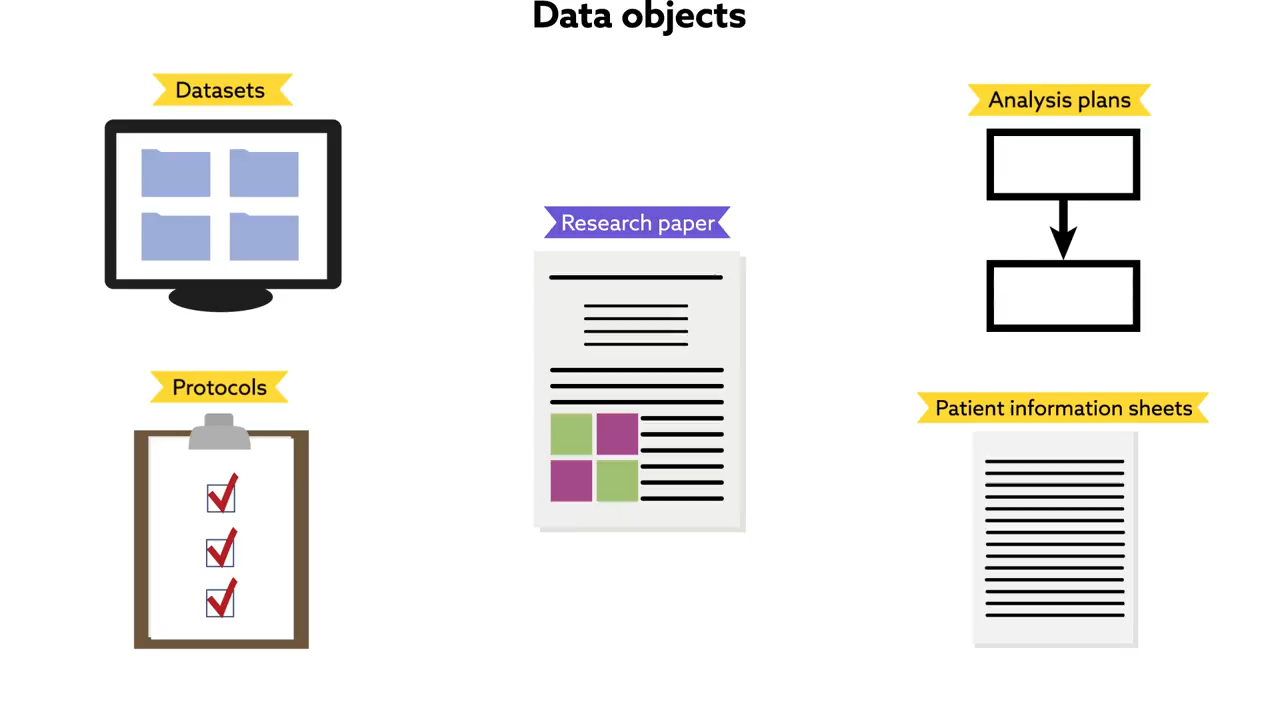 Data objects
Datasets
Analysis plans
Research paper
Protocols
Patient information sheets